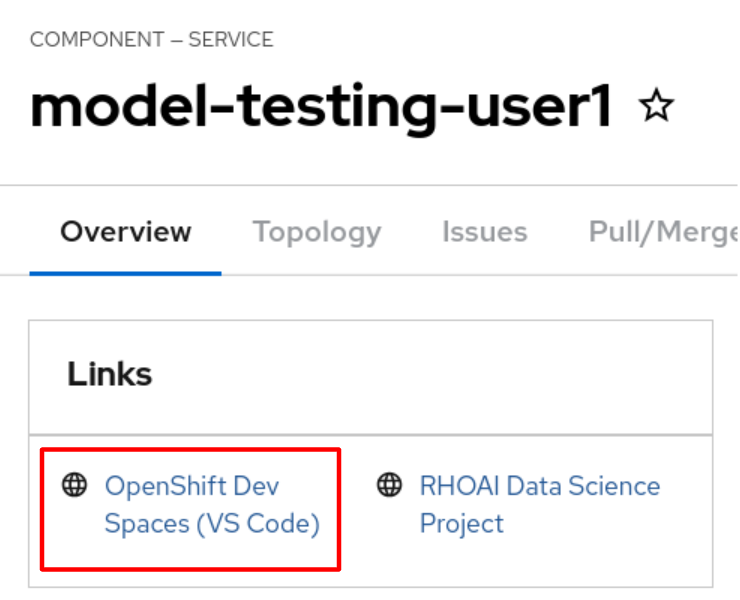 COMPONENT – SERVICE
model-testing-user1
Overview Topology Issues Pull/Merge
Links
OpenShift Dev
Spaces (VS Code)
RHOAI Data Science
Project